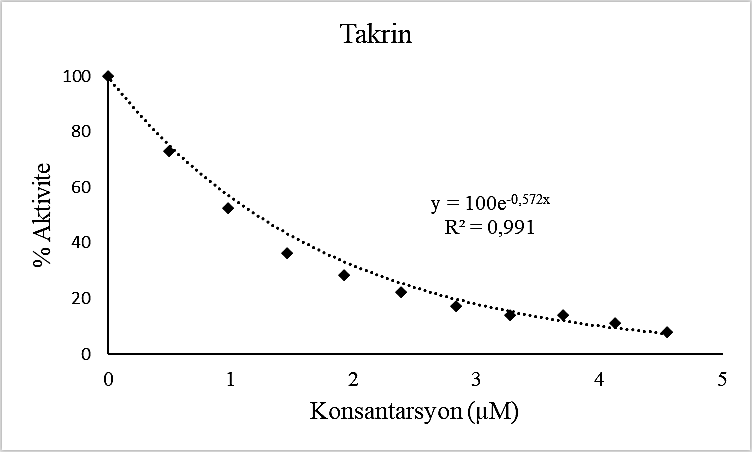 Takrin
100
80
60
40
20
0
% Aktivite
y = 100e-0,572x
R² = 0,991
0 1 2 3 4 5
Konsantarsyon (µM)